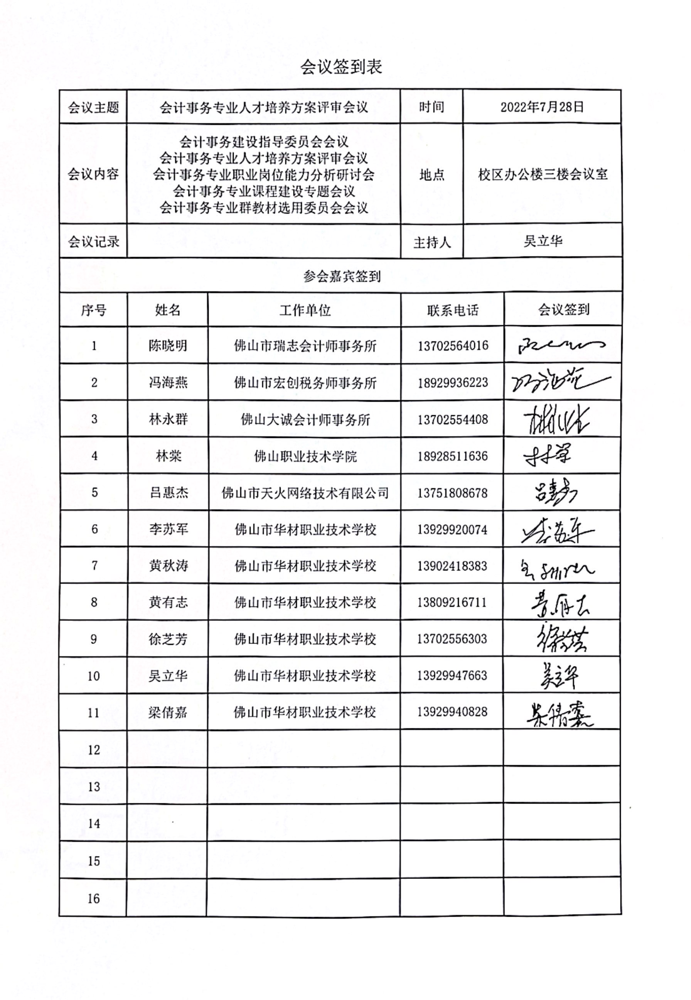 会议签到表
会议主题 会计事务专业人才培养方案评审会议 时间 2022年7月28日
会计事务建设指导委员会会议
会计事务专业人才培养方案评审会议
会议内容 会计事务专业职业岗位能力分析研讨会 地点 校区办公楼三楼会议室
会计事务专业课程建设专题会议
会计事务专业群教材选用委员会会议
会议记录 主持人 吴立华
参会嘉宾签到
序号 姓名 工作单位 联系电话 会议签到
1 陈晓明 佛山市瑞志会计师事务所 13702564016
2 冯海燕 佛山市宏创税务师事务所 18929936223 冯海燕
3 林永群 佛山大诚会计师事务所 13702554408
4 林棠 佛山职业技术学院 18928511636 林棠
5 吕惠杰 佛山市天火网络技术有限公司 13751808678 吕惠杰
6 李苏军 佛山市华材职业技术学校 13929920074 李苏军
7 黄秋涛 佛山市华材职业技术学校 13902418383
8 黄有志 佛山市华材职业技术学校 13809216711 黄有志
9 徐芝芳 佛山市华材职业技术学校 13702556303 徐芝芳
10 吴立华 佛山市华材职业技术学校 13929947663 吴立华
11 梁倩嘉 佛山市华材职业技术学校 13929940828 梁倩嘉
12
13
14
15
16